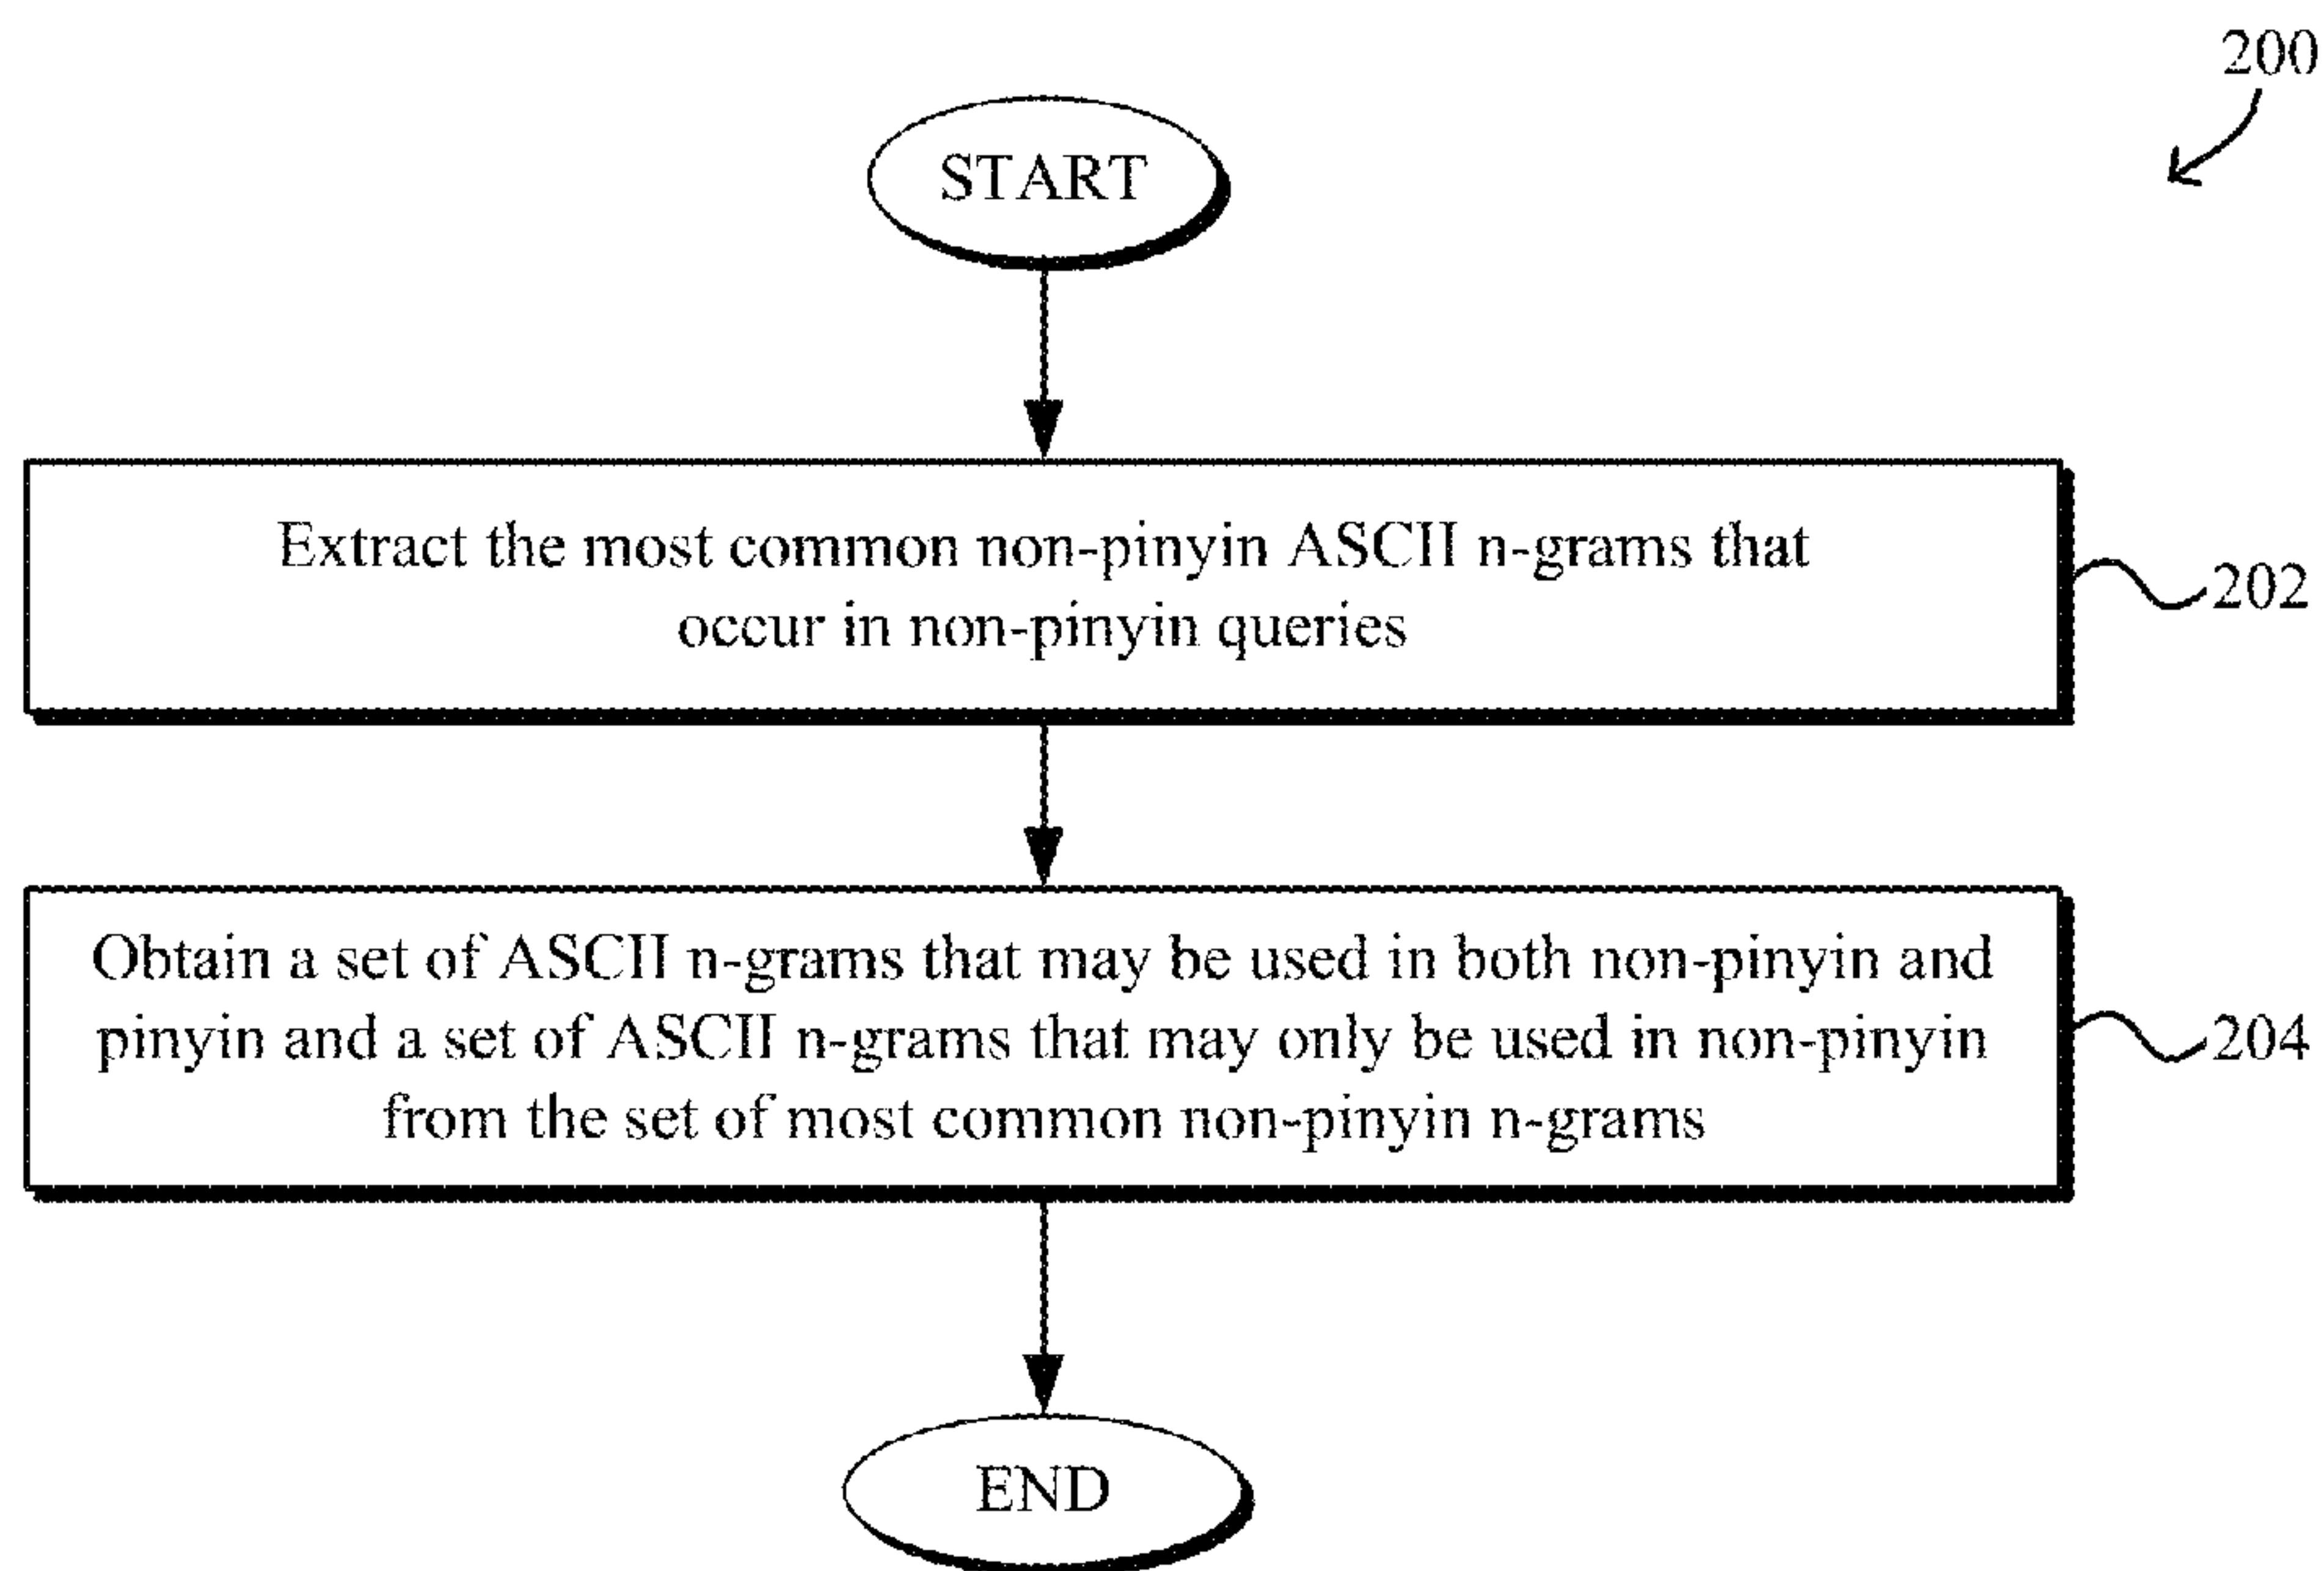 200
START
Extract the most common non-pinyin ASCII n-grams that
occur in non-pinyin queries
202
Obtain a set of ASCII n-grams that may be used in both non-pinyin and
pinyin and a set of ASCII n-grams that may only be used in non-pinyin
from the set of most common non-pinyin n-grams
204
END